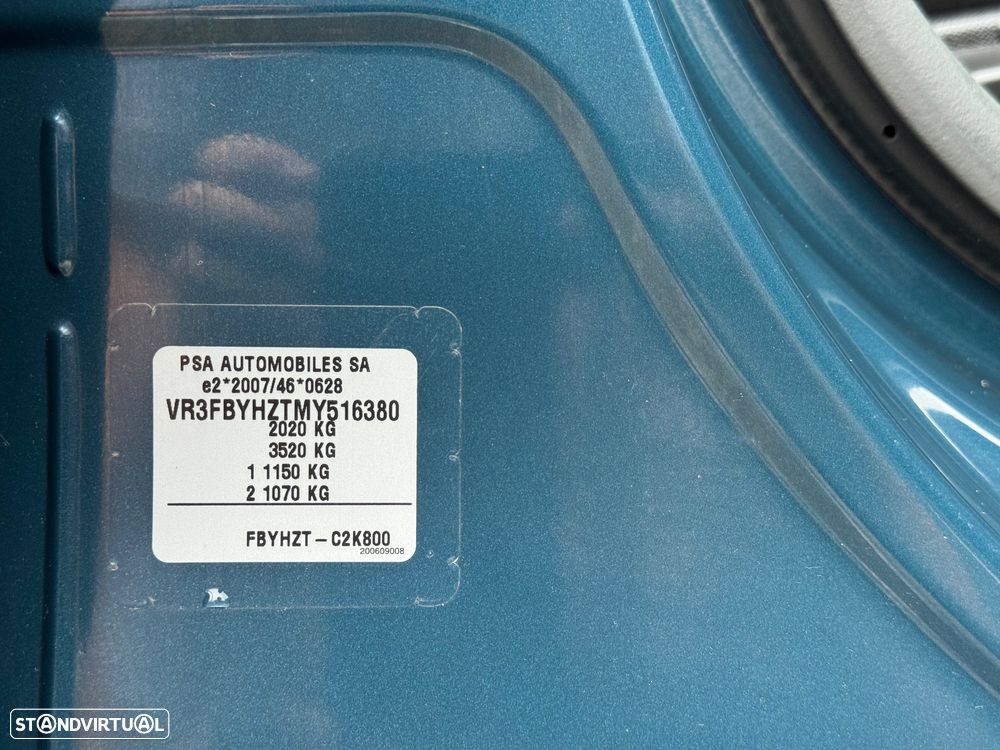 PSA AUTOMOBILES SA
e2*2007/46*0628
VR3FBYHZTMY516380
2020 KG
3520 KG
1 1150 KG
2 1070 KG
FBYHZT – C2K800
200609008
STANDVIRTUAL